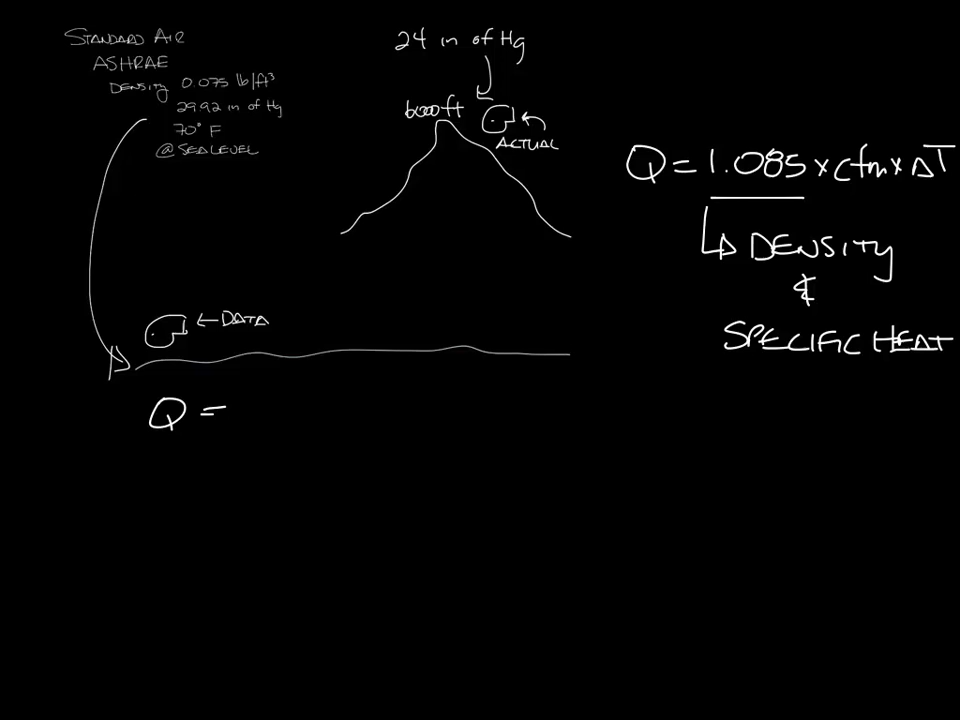 STANDARD AIR
ASHRAE
DENSITY 0.075 lb/ft³
29.92 in of Hg
70° F
@ SEA LEVEL
24 in of Hg
6000 ft
ACTUAL
Q = 1.085 x cfm x ΔT
DENSITY
&
SPECIFIC HEAT
DATA
Q =